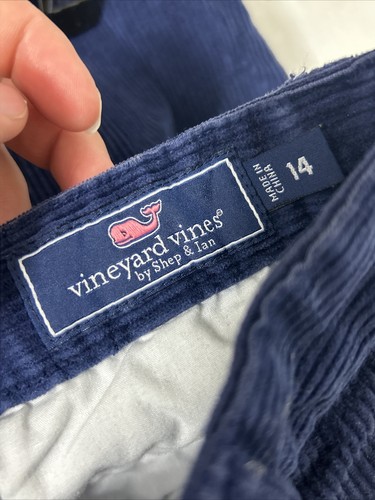 vineyard vines®
by Shep & Ian
MADE IN
CHINA
14